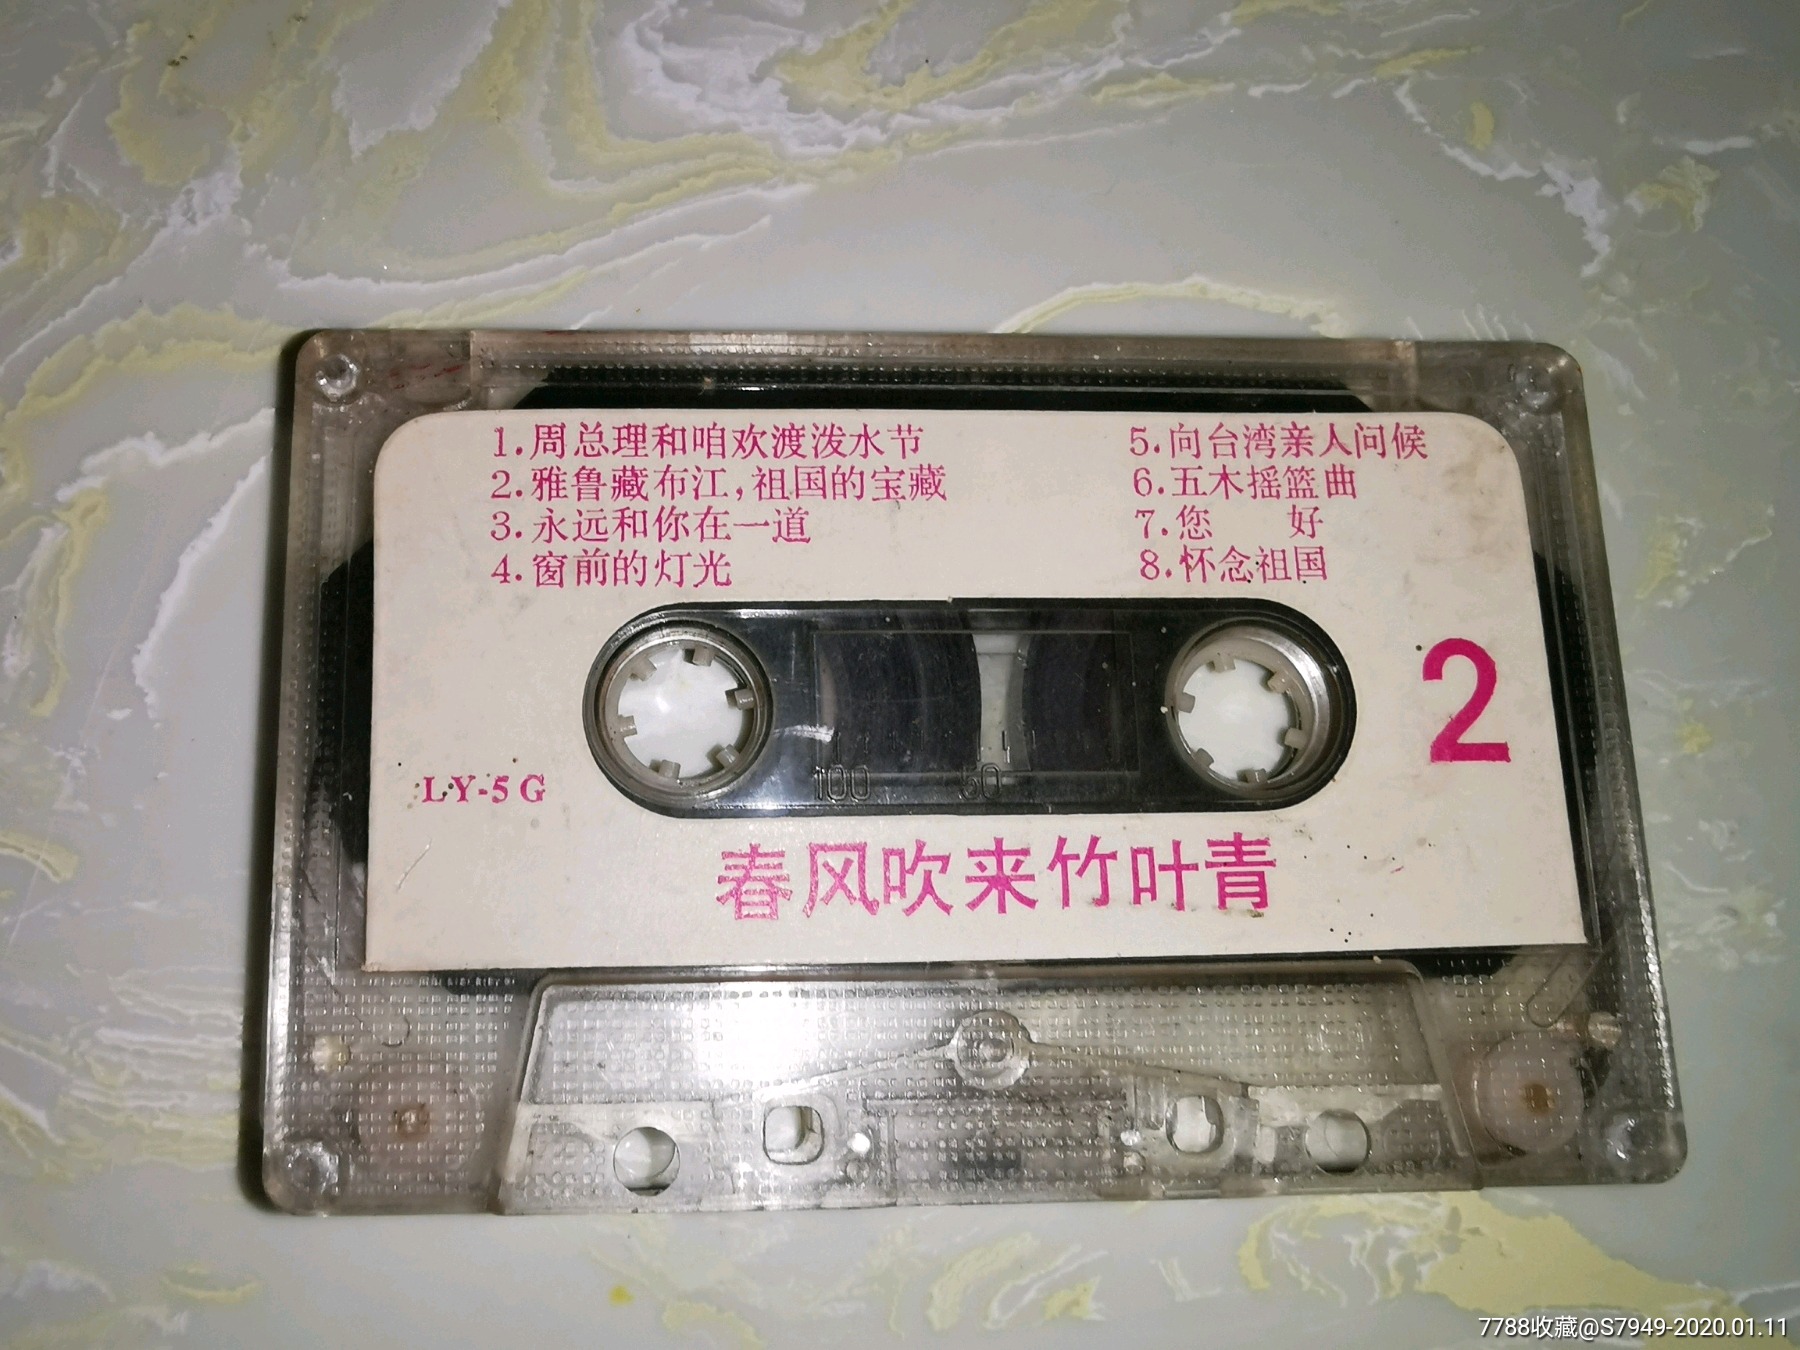 1.周总理和咱欢渡泼水节
2.雅鲁藏布江,祖国的宝藏
3.永远和你在一道
4.窗前的灯光
5.向台湾亲人问候
6.五木摇篮曲
7.您 好
8.怀念祖国
2
100 50
LY-5G
春风吹来竹叶青
7788收藏@S7949-2020.01.11